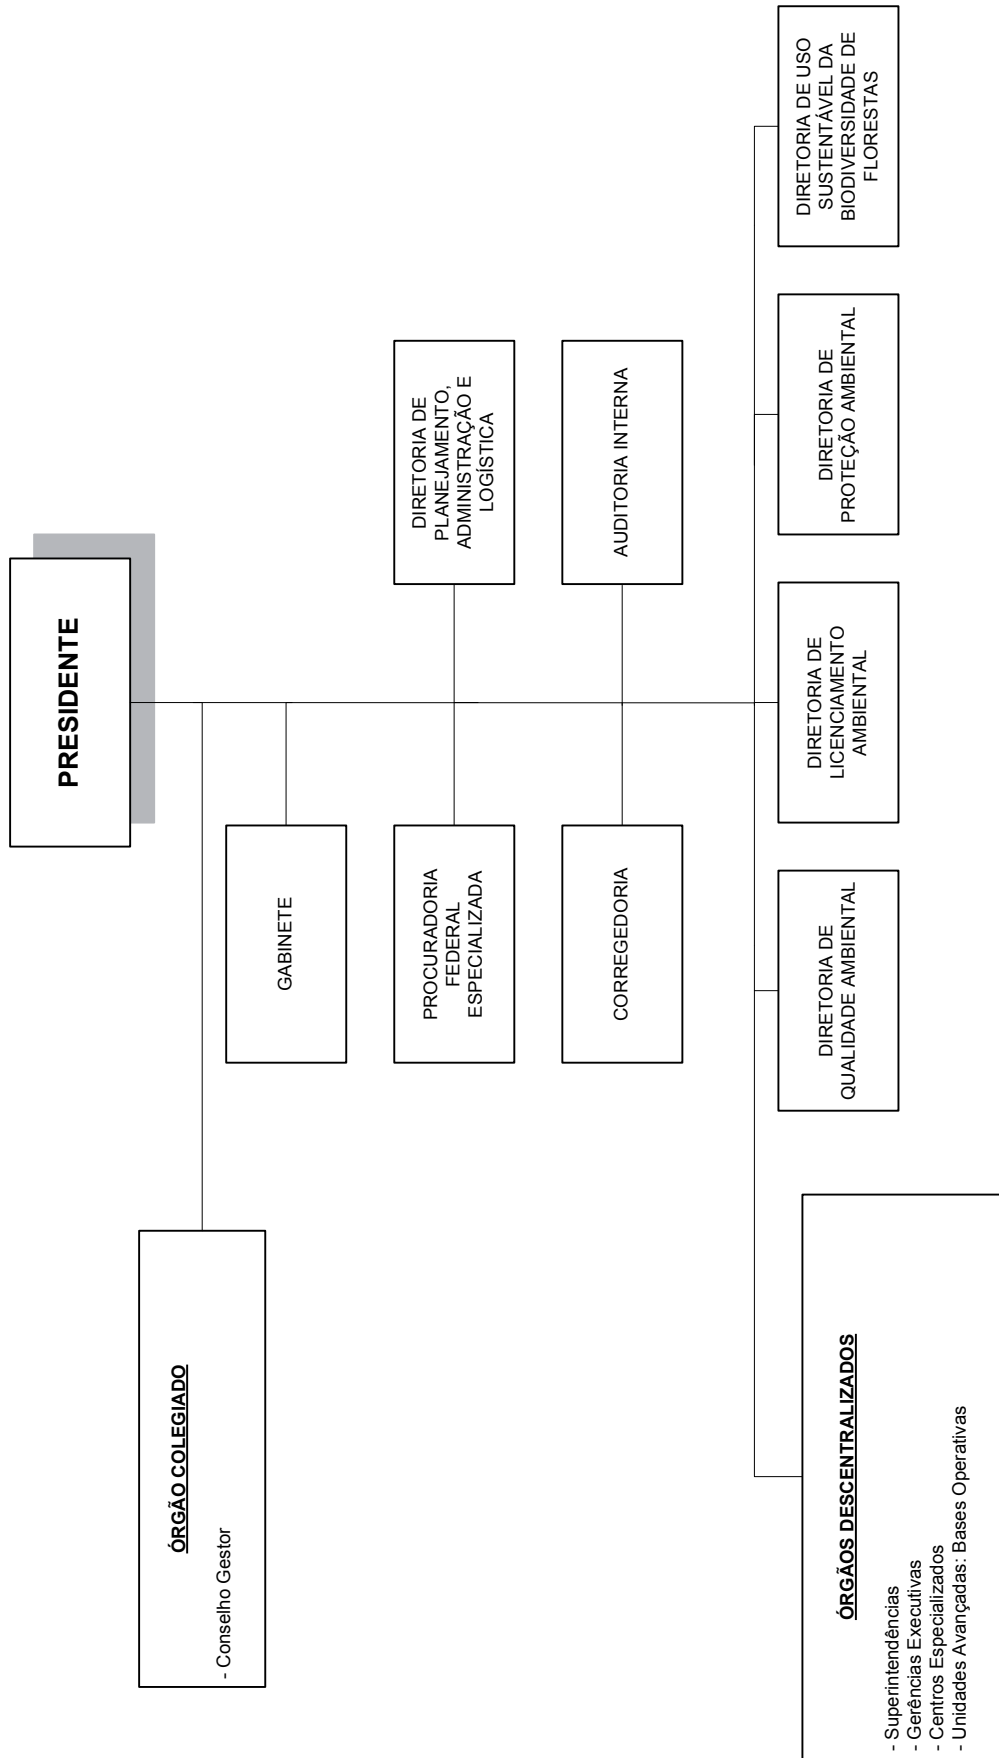 PRESIDENTE
ÓRGÃO COLEGIADO
- Conselho Gestor
GABINETE
PROCURADORIA
FEDERAL
ESPECIALIZADA
DIRETORIA DE
PLANEJAMENTO,
ADMINISTRAÇÃO E
LOGÍSTICA
CORREGEDORIA
AUDITORIA INTERNA
ÓRGÃOS DESCENTRALIZADOS
- Superintendências
- Gerências Executivas
- Centros Especializados
- Unidades Avançadas: Bases Operativas
DIRETORIA DE
QUALIDADE AMBIENTAL
DIRETORIA DE
LICENCIAMENTO
AMBIENTAL
DIRETORIA DE
PROTEÇÃO AMBIENTAL
DIRETORIA DE USO
SUSTENTÁVEL DA
BIODIVERSIDADE DE
FLORESTAS